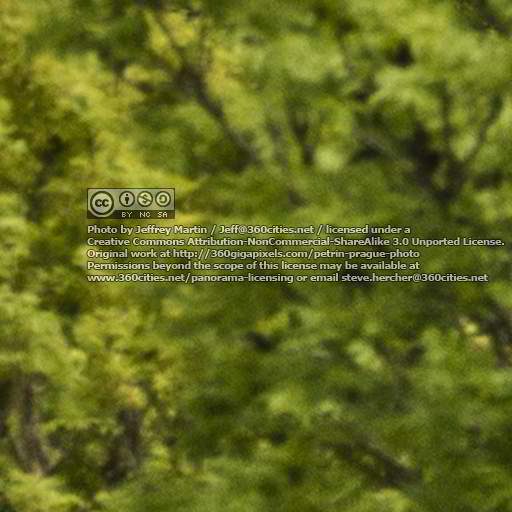 cc BY NC SA
Photo by Jeffrey Martin / Jeff@360cities.net / licensed under a
Creative Commons Attribution-NonCommercial-ShareAlike 3.0 Unported License.
Original work at http://360gigapixels.com/petrin-prague-photo
Permissions beyond the scope of this license may be available at
www.360cities.net/panorama-licensing or email steve.hercher@360cities.net